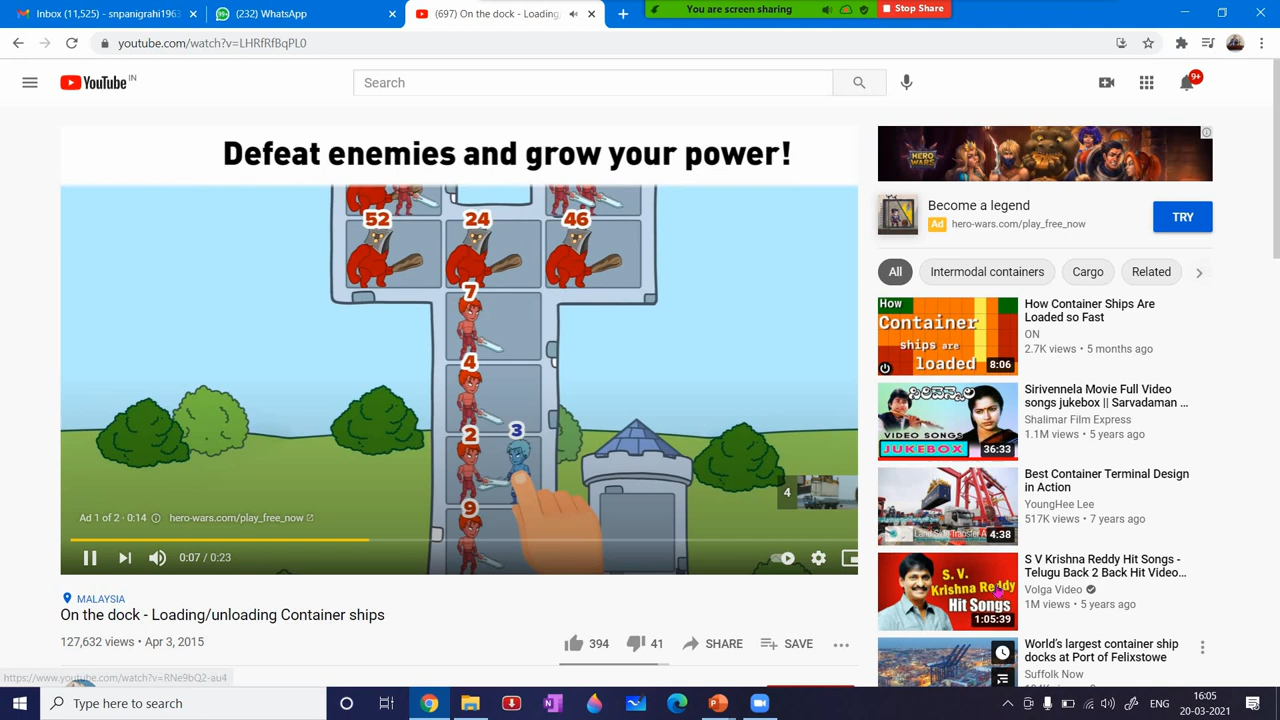 Inbox (11,525) - snpanigrahi196
(232) WhatsApp
(697) On the dock - Loading
You are screen sharing
Stop Share
youtube.com/watch?v=LHRfRfBqPL0
YouTube IN
Search
9+
Defeat enemies and grow your power!
52
24
46
7
4
2
3
9
4
Ad 1 of 2 · 0:14
hero-wars.com/play_free_now
0:07 / 0:23
HERO WARS
Become a legend
Ad hero-wars.com/play_free_now
TRY
All
Intermodal containers
Cargo
Related
How Container ships are loaded
8:06
How Container Ships Are
Loaded so Fast
ON
2.7K views • 5 months ago
సిరివెన్నెల
VIDEO SONGS
JUKEBOX
36:33
Sirivennela Movie Full Video
songs jukebox || Sarvadaman ...
Shalimar Film Express
1.1M views • 5 years ago
4:38
Best Container Terminal Design
in Action
YoungHee Lee
517K views • 7 years ago
S. V.
Krishna Reddy
Hit Songs
1:05:39
S V Krishna Reddy Hit Songs -
Telugu Back 2 Back Hit Video...
Volga Video
1M views • 5 years ago
World's largest container ship
docks at Port of Felixstowe
Suffolk Now
MALAYSIA
On the dock - Loading/unloading Container ships
127,632 views • Apr 3, 2015
394
41
SHARE
SAVE
https://www.youtube.com/watch?v=RNe9bQ2-au4
Type here to search
ENG
16:05
20-03-2021